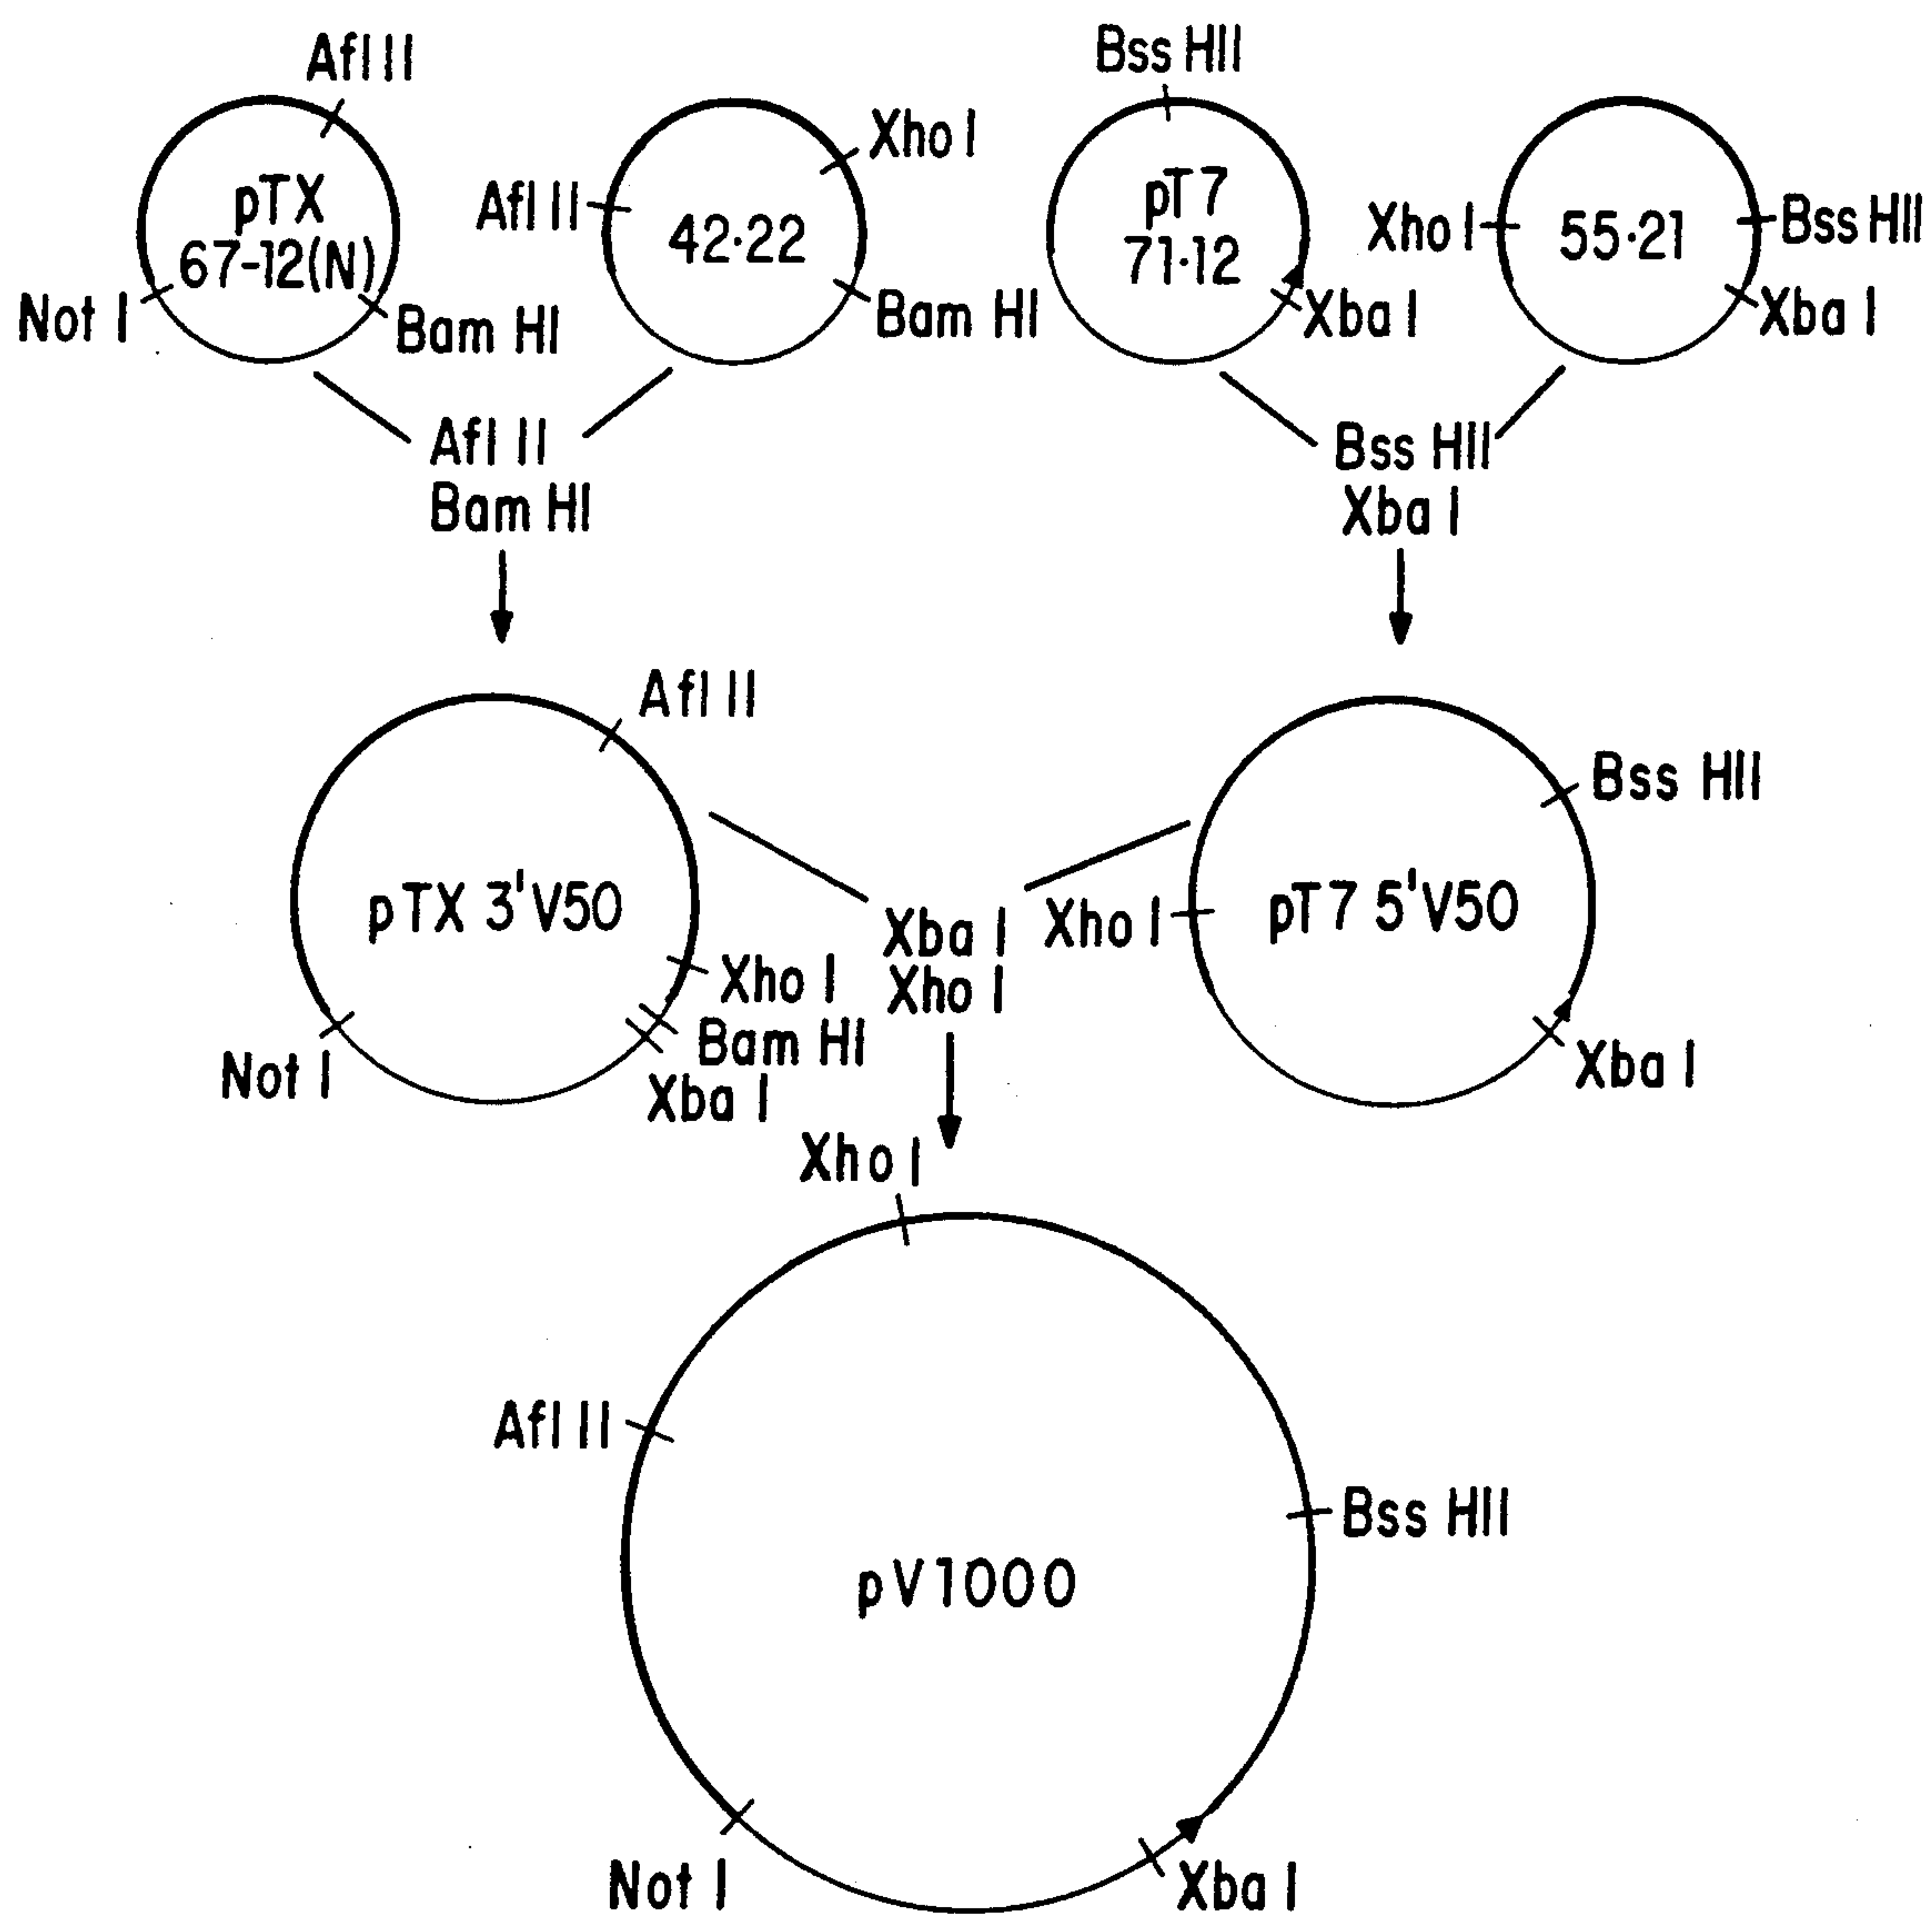 Afl II
Bss HII
Xho I
pTX
67-12(N)
Afl II
42·22
pT7
71·12
Xho I
55·21
Bss HII
Not I
Bam HI
Bam HI
Xba I
Xba I
Afl II
Bam HI
Bss HII
Xba I
Afl II
Bss HII
pTX 3'V50
Xba I
Xho I
Xho I
pT7 5'V50
Xho I
Bam HI
Xba I
Not I
Xba I
Xho I
Afl II
Bss HII
pV1000
Not I
Xba I